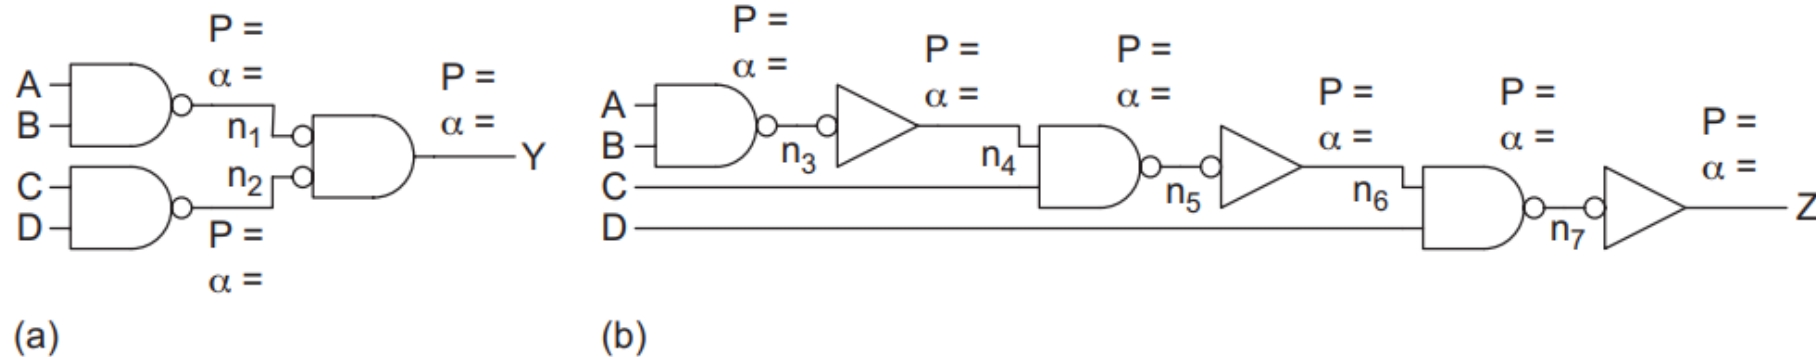 P =
α =
A
B
n1
C
D
n2
P =
α =
P =
α =
Y
(a)
P =
α =
A
B
C
D
n3
P =
α =
n4
P =
α =
n5
P =
α =
n6
P =
α =
n7
P =
α =
Z
(b)